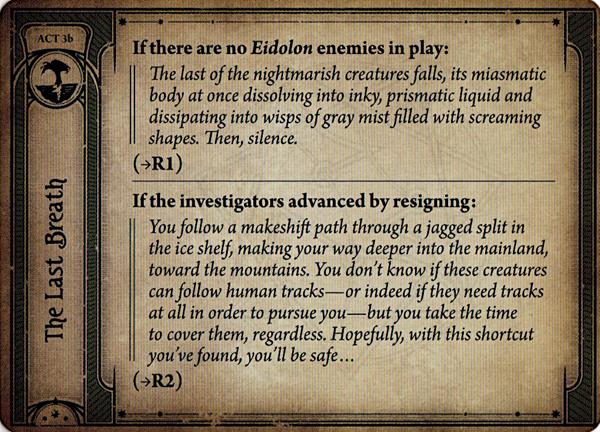 ACT 3b
The Last Breath
If there are no Eidolon enemies in play:
The last of the nightmarish creatures falls, its miasmatic
body at once dissolving into inky, prismatic liquid and
dissipating into wisps of gray mist filled with screaming
shapes. Then, silence.
(→R1)
If the investigators advanced by resigning:
You follow a makeshift path through a jagged split in
the ice shelf, making your way deeper into the mainland,
toward the mountains. You don't know if these creatures
can follow human tracks—or indeed if they need tracks
at all in order to pursue you—but you take the time
to cover them, regardless. Hopefully, with this shortcut
you've found, you'll be safe…
(→R2)